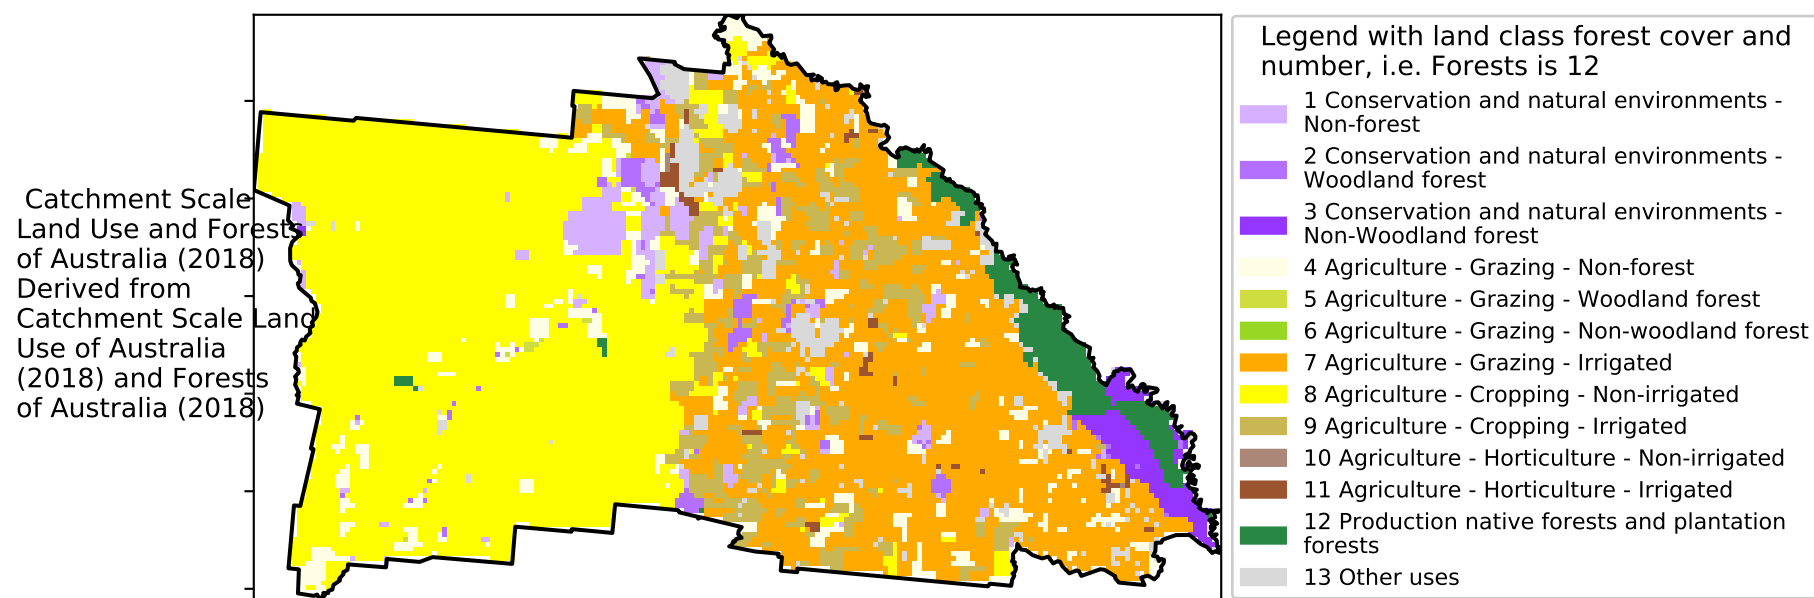 Catchment Scale
Land Use and Forests
of Australia (2018)
Derived from
Catchment Scale Land
Use of Australia
(2018) and Forests
of Australia (2018)
Legend with land class forest cover and
number, i.e. Forests is 12
1 Conservation and natural environments -
Non-forest
2 Conservation and natural environments -
Woodland forest
3 Conservation and natural environments -
Non-Woodland forest
4 Agriculture - Grazing - Non-forest
5 Agriculture - Grazing - Woodland forest
6 Agriculture - Grazing - Non-woodland forest
7 Agriculture - Grazing - Irrigated
8 Agriculture - Cropping - Non-irrigated
9 Agriculture - Cropping - Irrigated
10 Agriculture - Horticulture - Non-irrigated
11 Agriculture - Horticulture - Irrigated
12 Production native forests and plantation
forests
13 Other uses